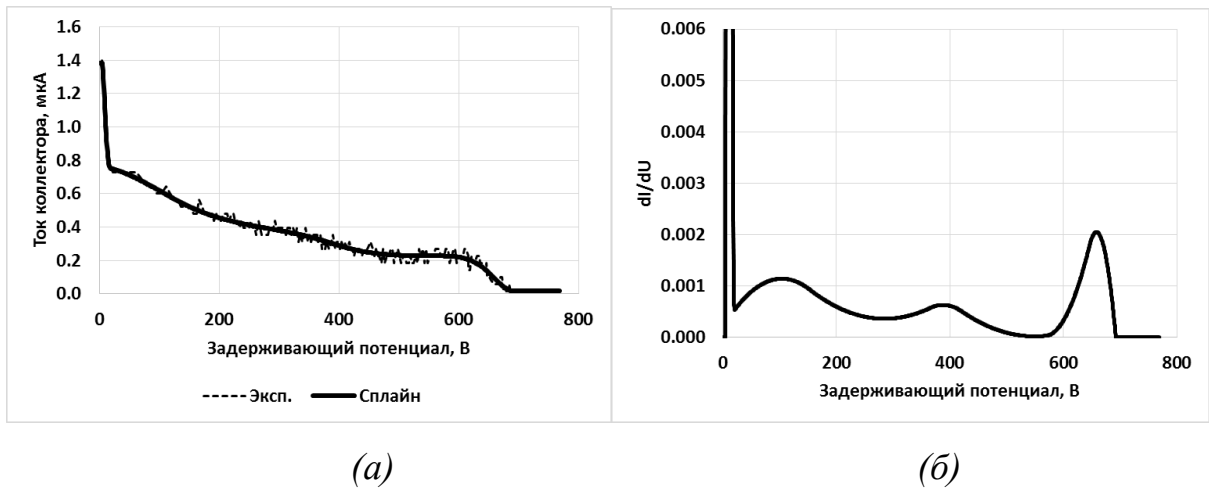 1.6
1.4
1.2
1.0
0.8
0.6
0.4
0.2
0.0
Ток коллектора, мкА
0 200 400 600 800
Задерживающий потенциал, В
Эксп. Сплайн
0.006
0.005
0.004
0.003
0.002
0.001
0.000
dI/dU
0 200 400 600 800
Задерживающий потенциал, В
(а) (б)